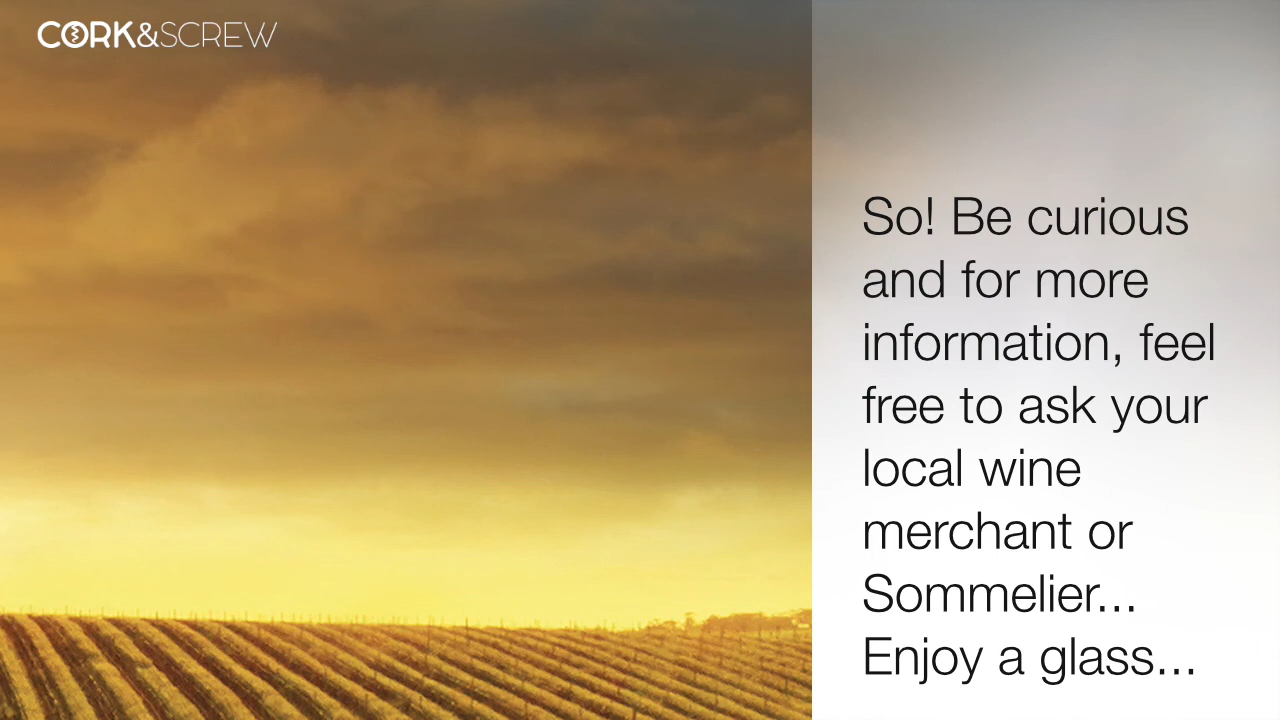 CORK&SCREW
So! Be curious
and for more
information, feel
free to ask your
local wine
merchant or
Sommelier...
Enjoy a glass...